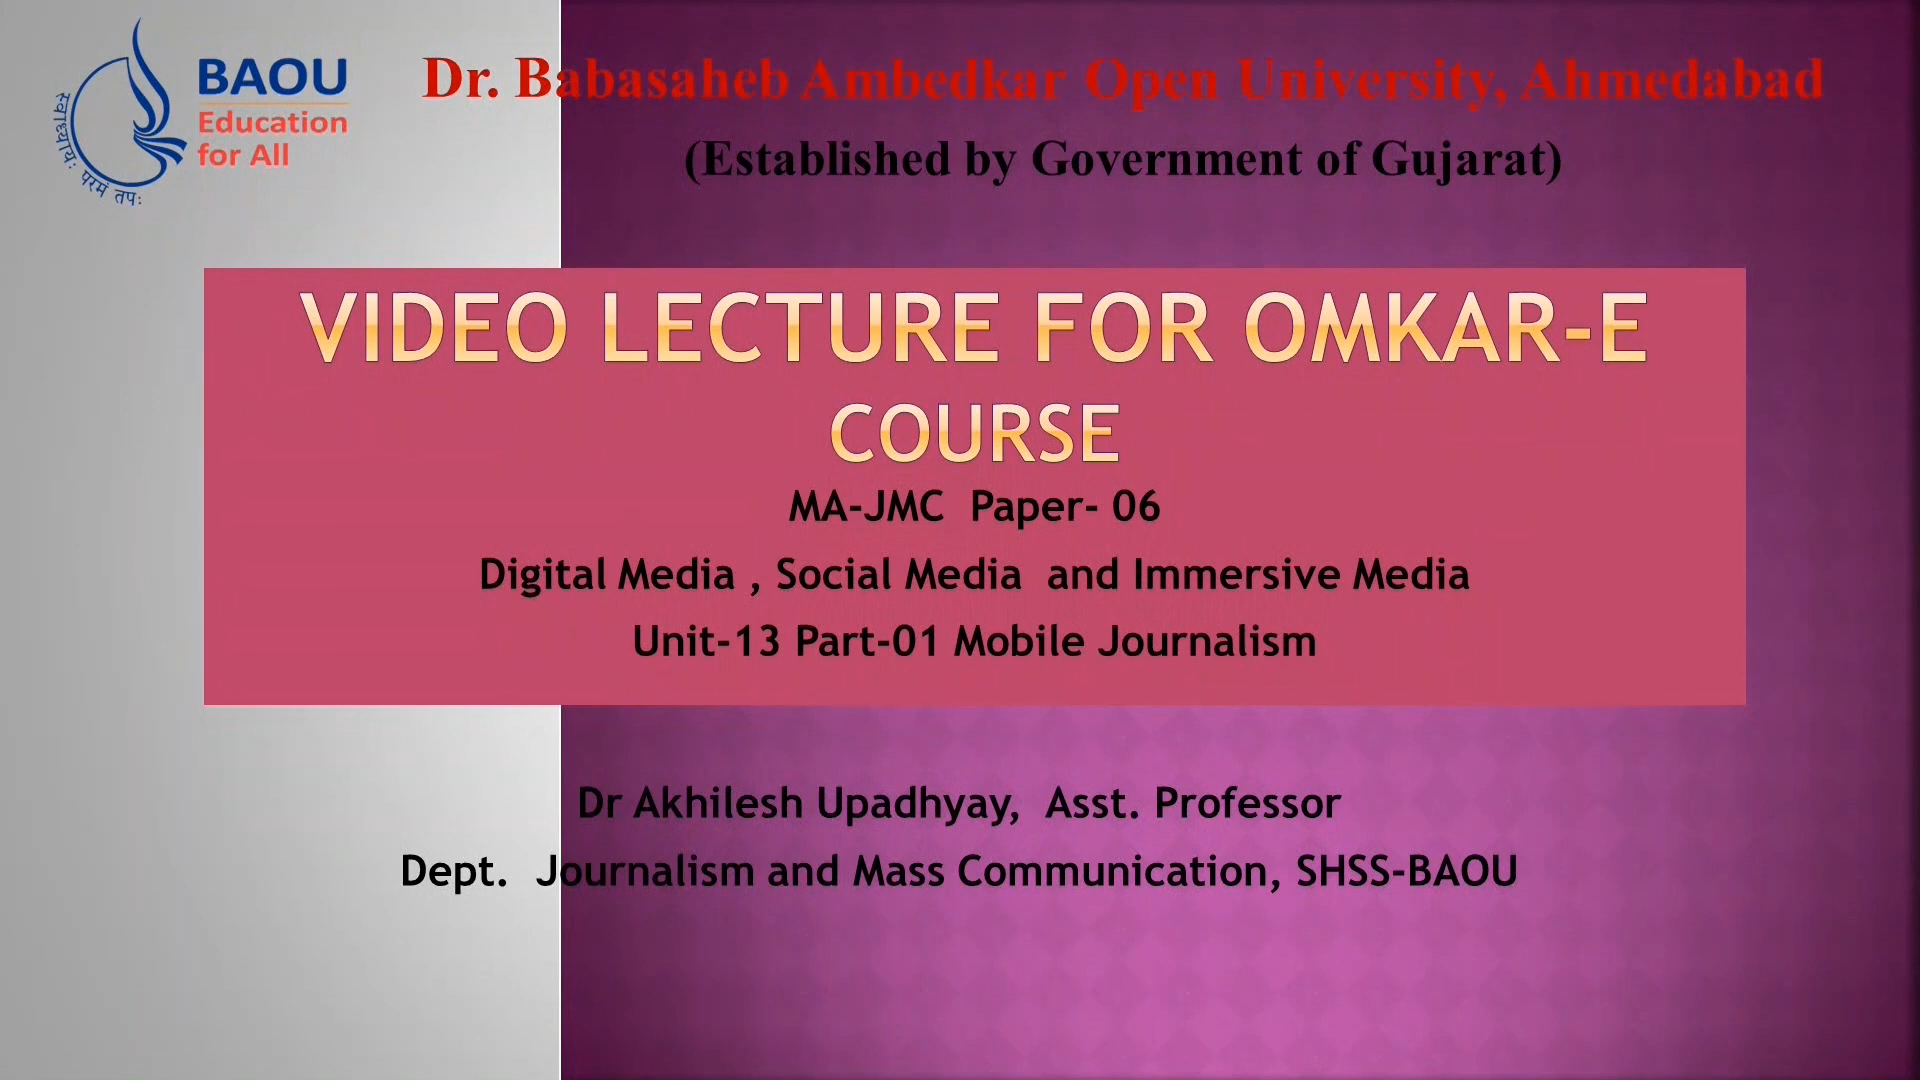 BAOU
Education
for All
स्वाध्यायः परमं तपः
Dr. Babasaheb Ambedkar Open University, Ahmedabad
(Established by Government of Gujarat)
VIDEO LECTURE FOR OMKAR-E
COURSE
MA-JMC Paper- 06
Digital Media , Social Media and Immersive Media
Unit-13 Part-01 Mobile Journalism
Dr Akhilesh Upadhyay, Asst. Professor
Dept. Journalism and Mass Communication, SHSS-BAOU